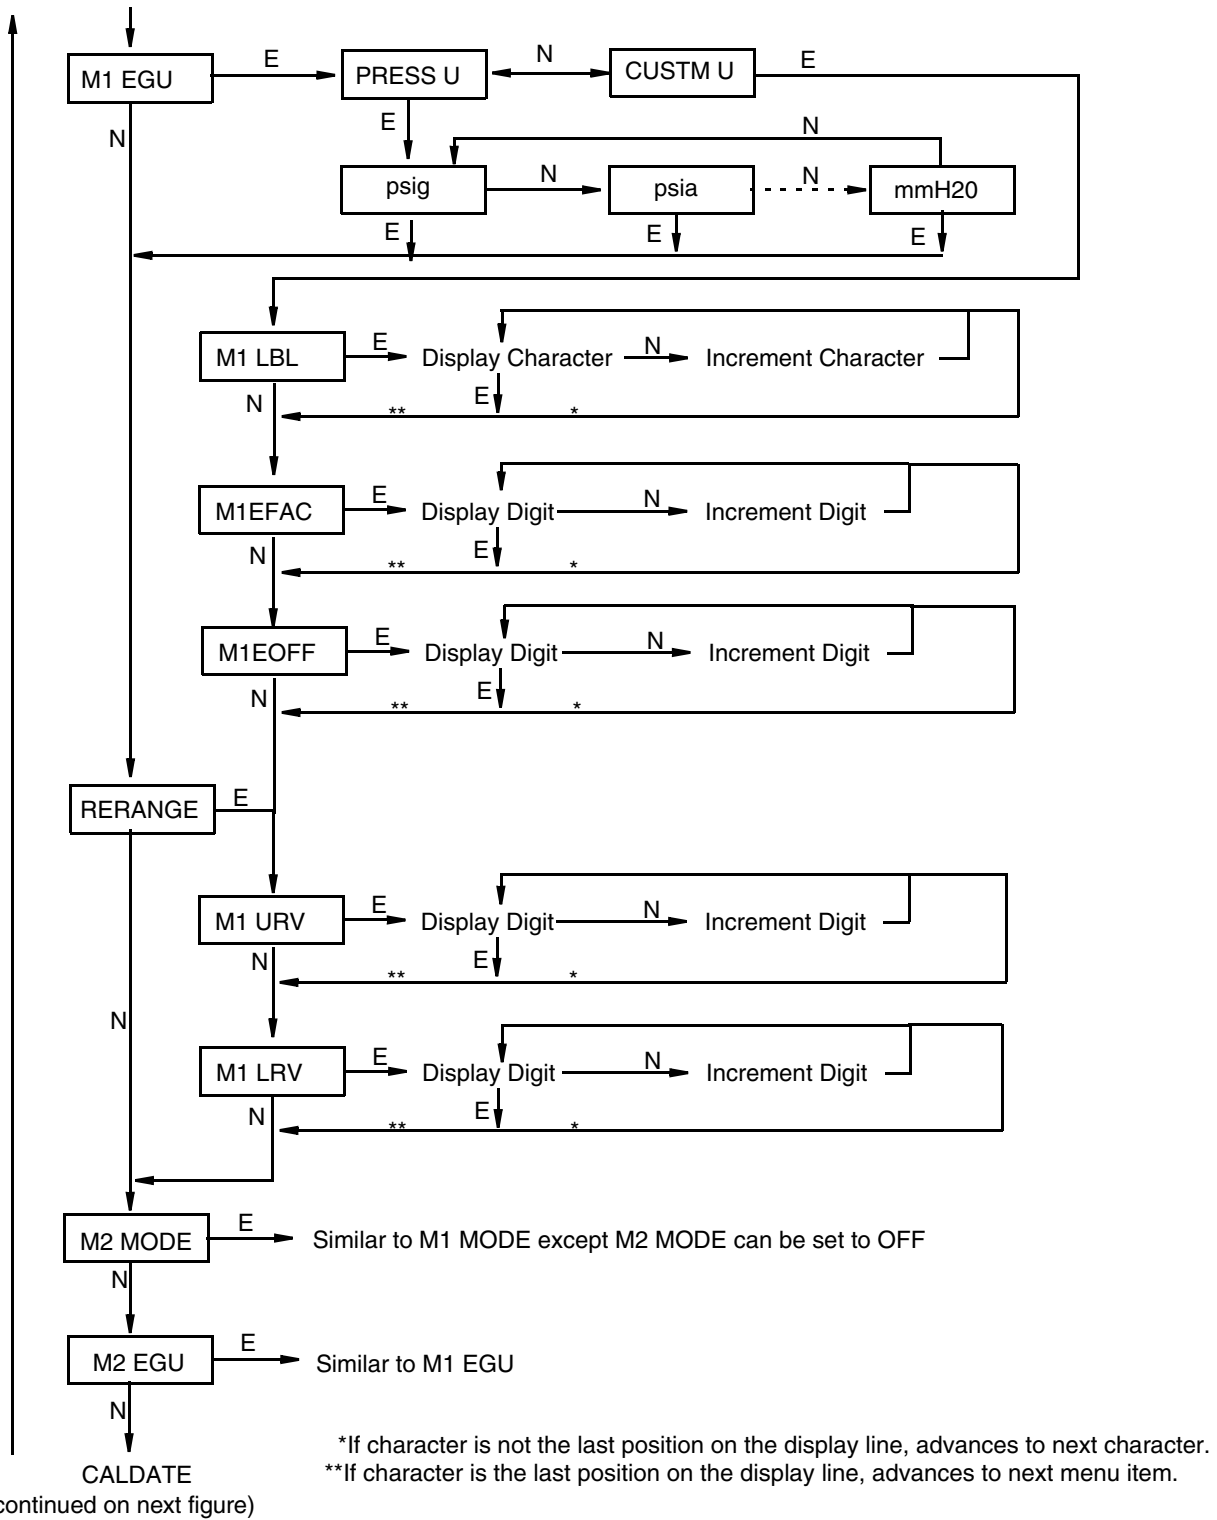 M1 EGU
E
PRESS U
N
CUSTM U
E
N
E
N
psig
N
psia
N
mmH20
E
E
E
M1 LBL
E
Display Character
N
Increment Character
N
E
**
*
M1EFAC
E
Display Digit
N
Increment Digit
N
E
**
*
M1EOFF
E
Display Digit
N
Increment Digit
N
E
**
*
RERANGE
E
M1 URV
E
Display Digit
N
Increment Digit
N
E
**
*
N
M1 LRV
E
Display Digit
N
Increment Digit
N
E
**
*
M2 MODE
E
Similar to M1 MODE except M2 MODE can be set to OFF
N
M2 EGU
E
Similar to M1 EGU
N
CALDATE
continued on next figure)
*If character is not the last position on the display line, advances to next character.
**If character is the last position on the display line, advances to next menu item.